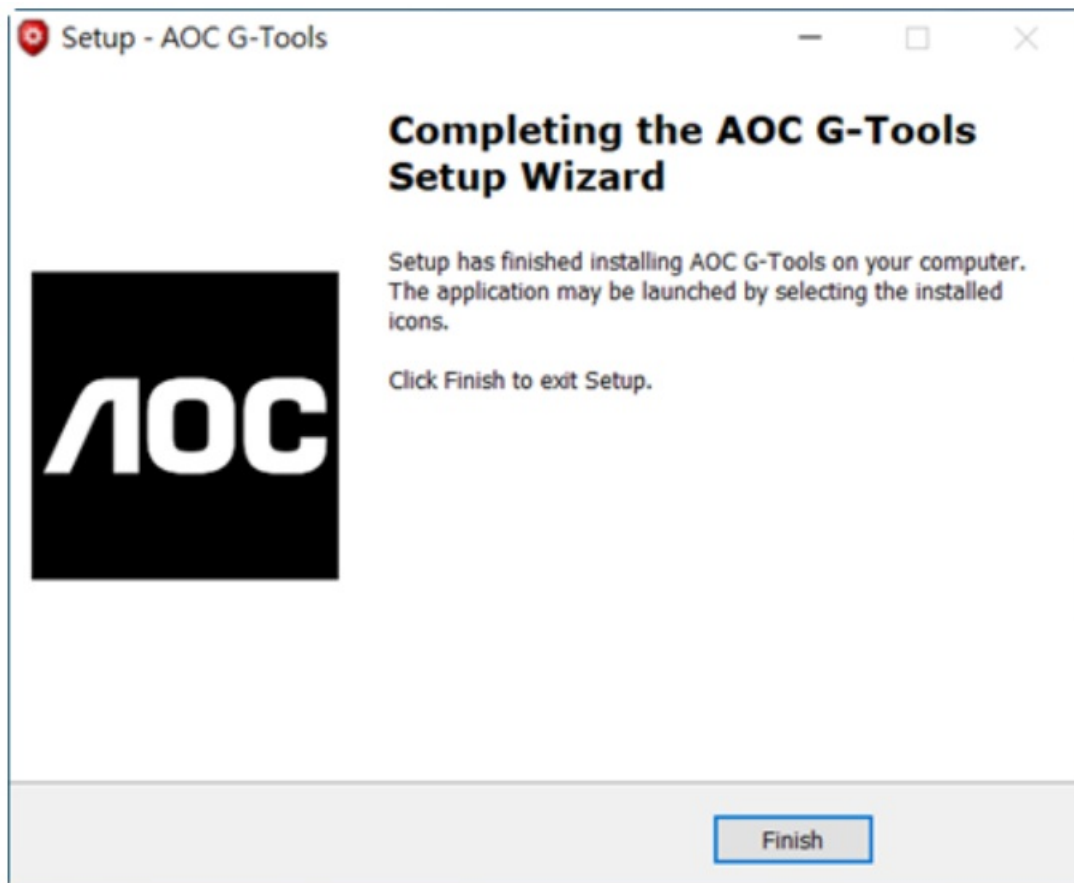 Setup - AOC G-Tools
Completing the AOC G-Tools
Setup Wizard
Setup has finished installing AOC G-Tools on your computer.
The application may be launched by selecting the installed
icons.
Click Finish to exit Setup.
AOC
Finish